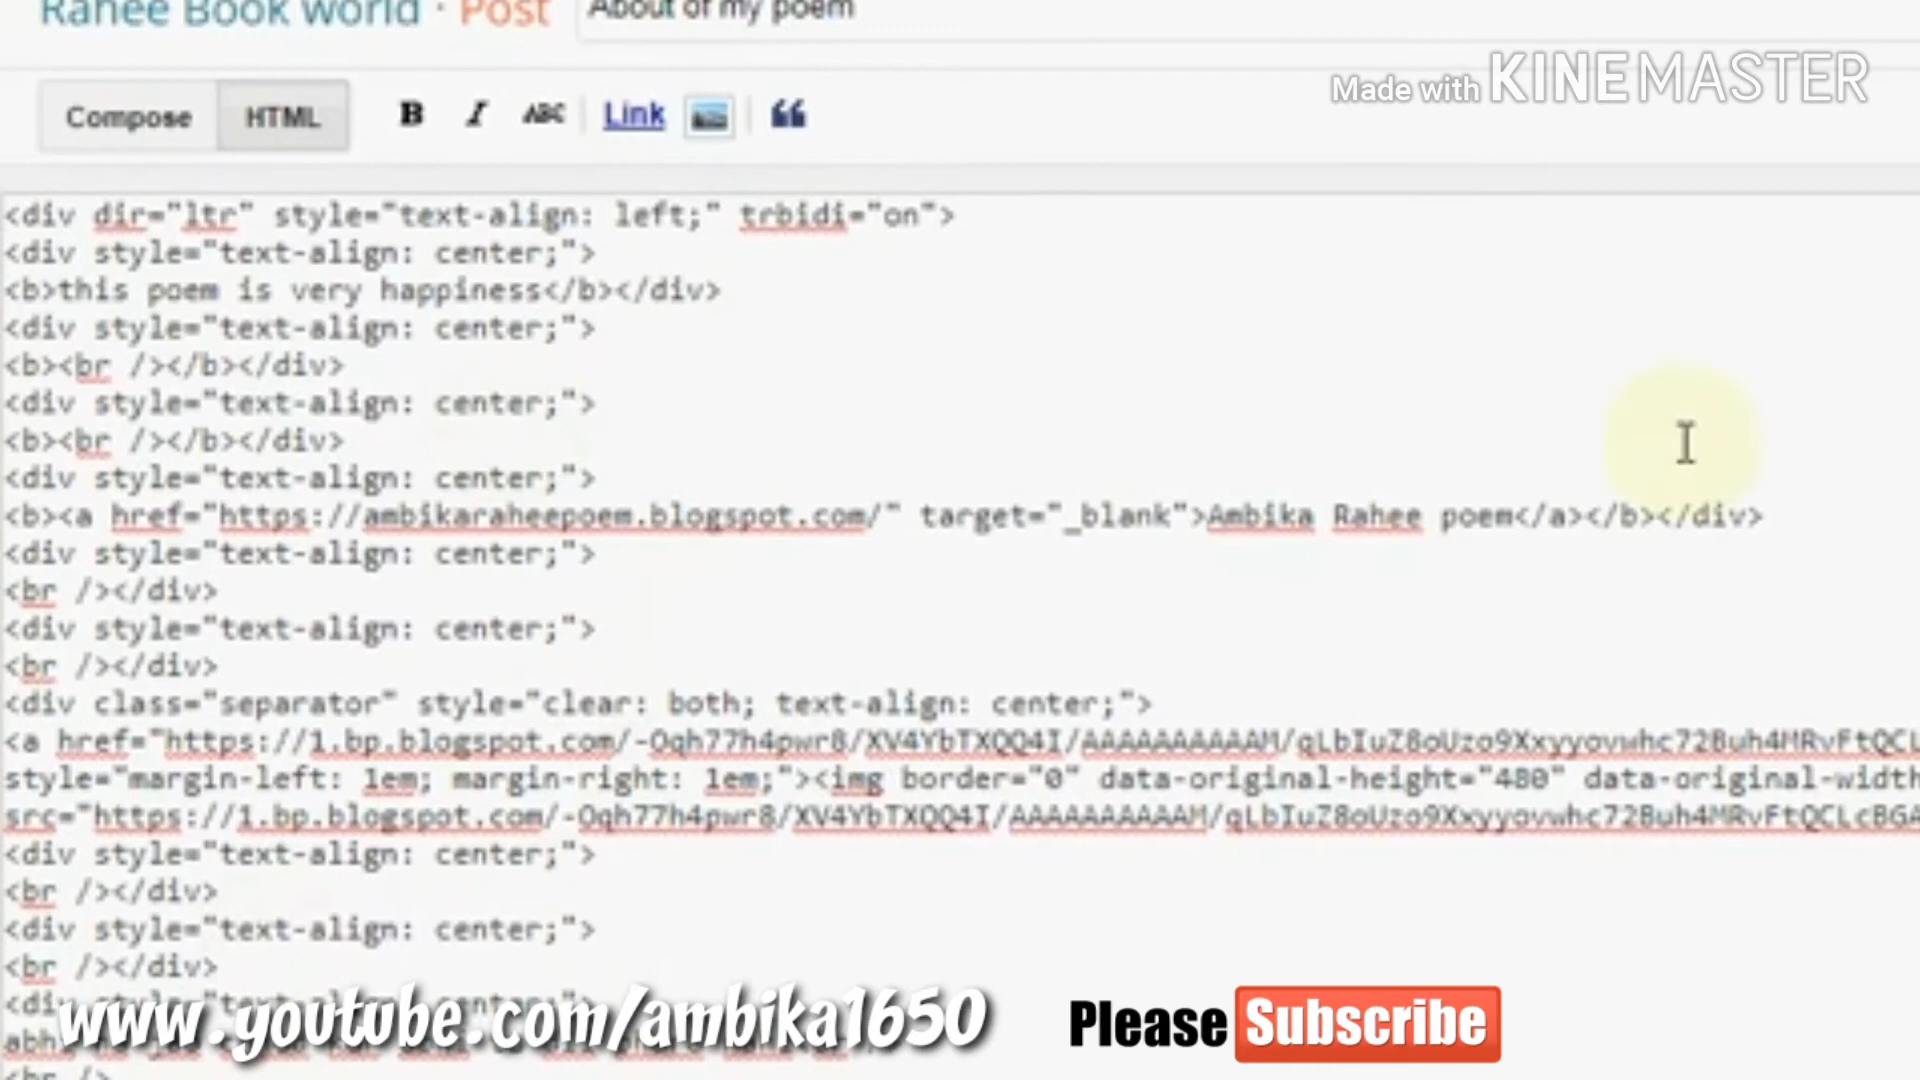 Rahee Book world · Post
About of my poem
Made with KINEMASTER
Compose HTML B I ABC Link
<div dir="ltr" style="text-align: left;" trbidi="on">
<div style="text-align: center;">
<b>this poem is very happiness</b></div>
<div style="text-align: center;">
<b><br /></b></div>
<div style="text-align: center;">
<b><br /></b></div>
<div style="text-align: center;">
<b><a href="https://ambikaraheepoem.blogspot.com/" target="_blank">Ambika Rahee poem</a></b></div>
<div style="text-align: center;">
<br /></div>
<div style="text-align: center;">
<br /></div>
<div class="separator" style="clear: both; text-align: center;">
<a href="https://1.bp.blogspot.com/-Oqh77h4pwr8/XV4YbTXQQ4I/AAAAAAAAAAM/qLbIuZ8oUzo9Xxyyovwhc72Buh4MRvFtQCL
style="margin-left: 1em; margin-right: 1em;"><img border="0" data-original-height="480" data-original-width
src="https://1.bp.blogspot.com/-Oqh77h4pwr8/XV4YbTXQQ4I/AAAAAAAAAAM/qLbIuZ8oUzo9Xxyyovwhc72Buh4MRvFtQCLcBGA
<div style="text-align: center;">
<br /></div>
<div style="text-align: center;">
<br /></div>
www.youtube.com/ambika1650
Please Subscribe
<br />